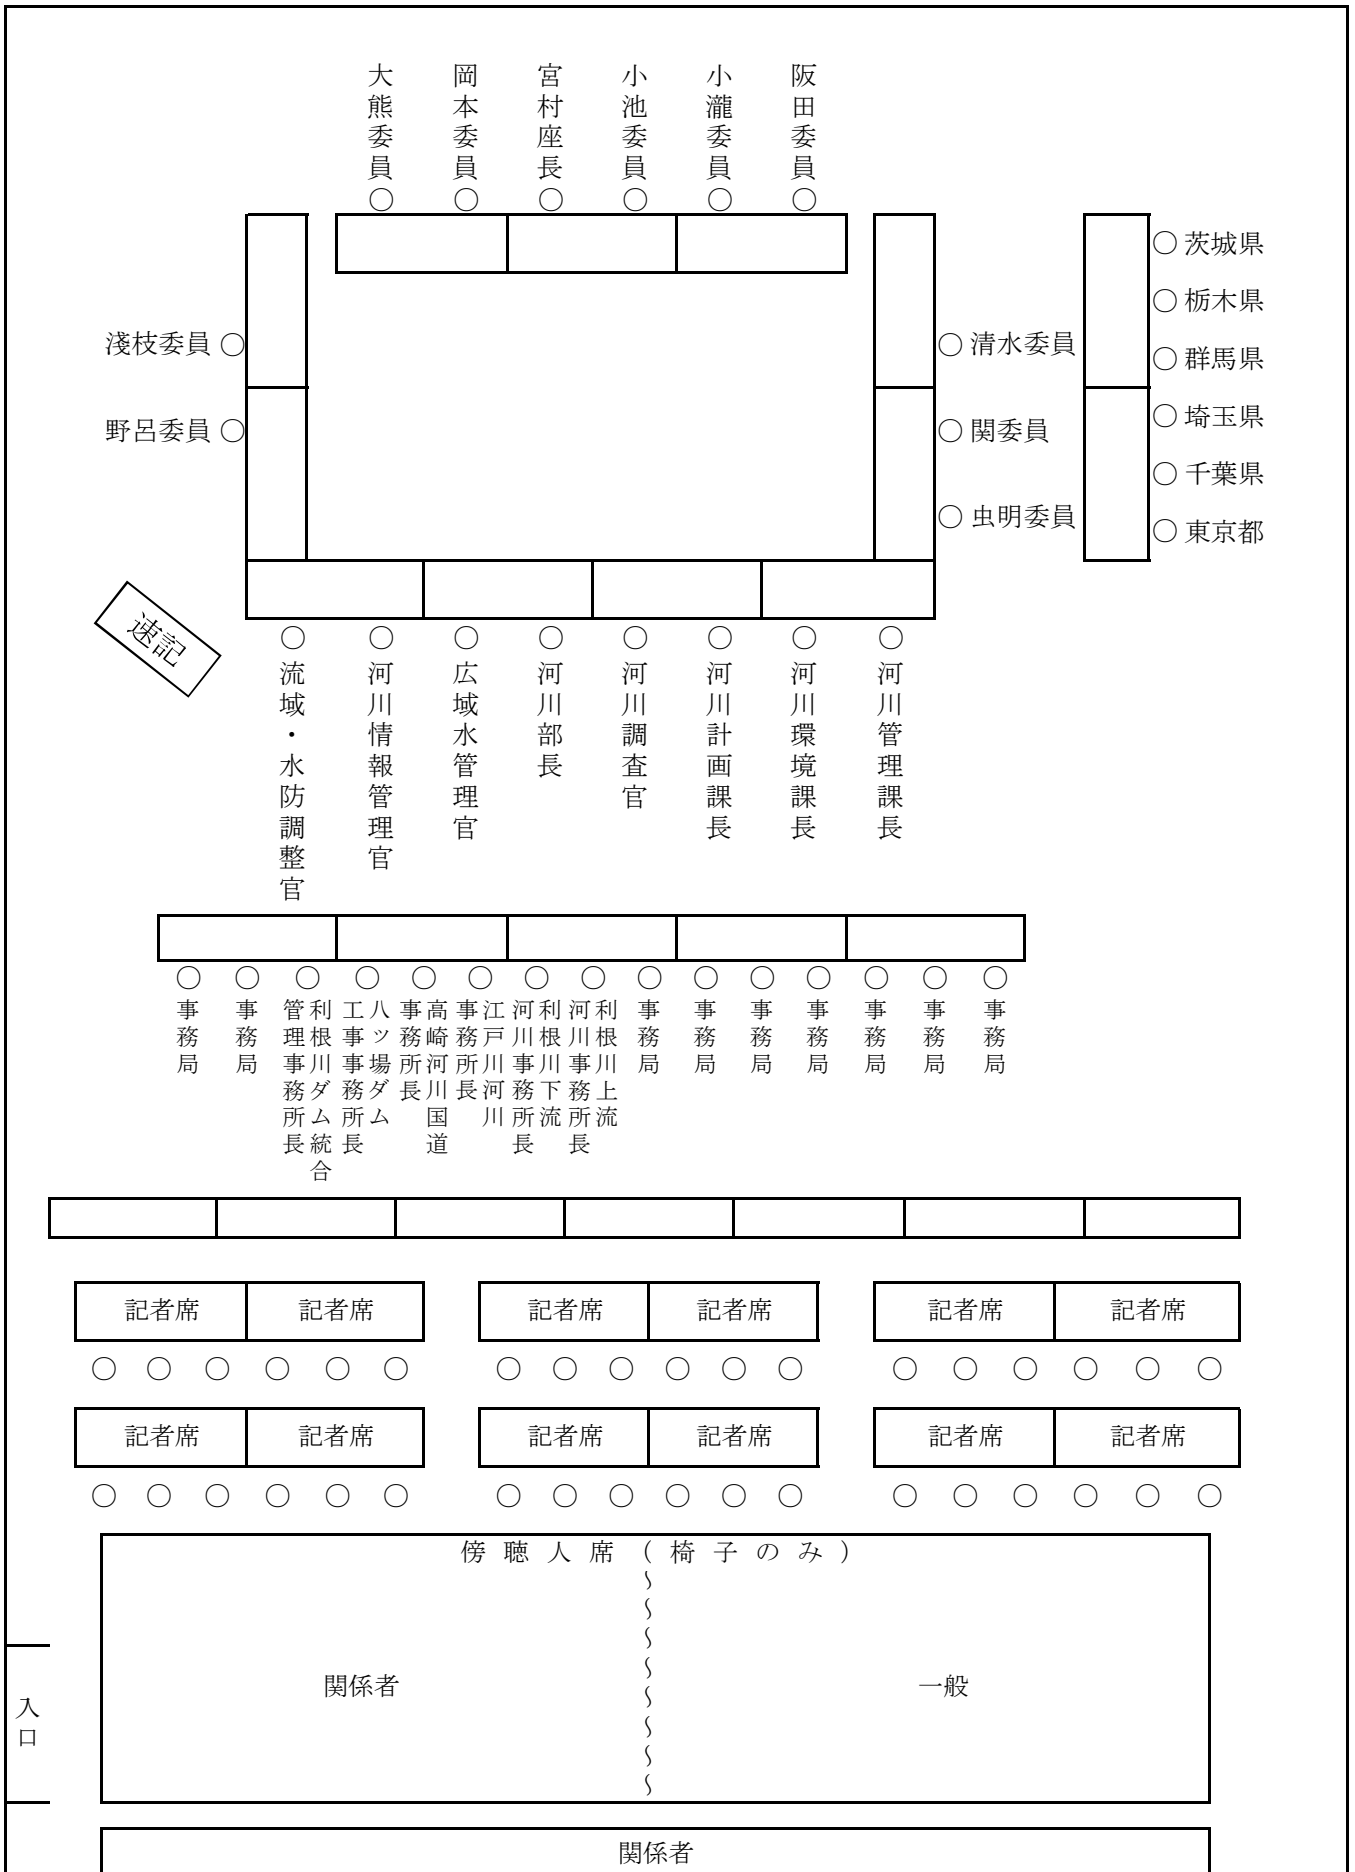 大熊委員○
岡本委員○
宮村座長○
小池委員○
小瀧委員○
阪田委員○
淺枝委員 ○
野呂委員 ○
○ 清水委員
○ 関委員
○ 虫明委員
○ 茨城県
○ 栃木県
○ 群馬県
○ 埼玉県
○ 千葉県
○ 東京都
速記
○流域・水防調整官
○河川情報管理官
○広域水管理官
○河川部長
○河川調査官
○河川計画課長
○河川環境課長
○河川管理課長
○事務局
○事務局
○利根川ダム統合
管理事務所長
○八ッ場ダム
工事事務所長
○高崎河川国道
事務所長
○江戸川河川
事務所長
○利根川下流
河川事務所長
○利根川上流
河川事務所長
○事務局
○事務局
○事務局
○事務局
○事務局
○事務局
○事務局
記者席 記者席 記者席 記者席 記者席 記者席
○ ○ ○ ○ ○ ○ ○ ○ ○ ○ ○ ○ ○ ○ ○ ○ ○ ○
記者席 記者席 記者席 記者席 記者席 記者席
○ ○ ○ ○ ○ ○ ○ ○ ○ ○ ○ ○ ○ ○ ○ ○ ○ ○
傍聴人席(椅子のみ)
~~~~~~~~
関係者
一般
入口
関係者